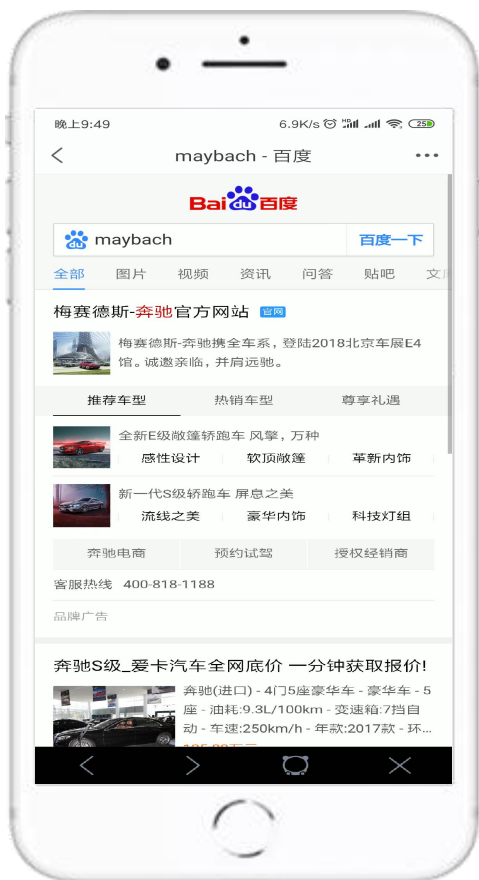 晚上9:49 6.9K/s HD 25
maybach - 百度
Bai du 百度
maybach 百度一下
全部 图片 视频 资讯 问答 贴吧
梅赛德斯-奔驰官方网站 官网
梅赛德斯-奔驰携全车系，登陆2018北京车展E4
馆。诚邀亲临，并肩远驰。
推荐车型 热销车型 尊享礼遇
全新E级敞篷轿跑车 风擎，万种
感性设计 软顶敞篷 革新内饰
新一代S级轿跑车 屏息之美
流线之美 豪华内饰 科技灯组
奔驰电商 预约试驾 授权经销商
客服热线 400-818-1188
品牌广告
奔驰S级_爱卡汽车全网底价 一分钟获取报价!
奔驰(进口) - 4门5座豪华车 - 豪华车 - 5
座 - 油耗:9.3L/100km - 变速箱:7挡自
动 - 车速:250km/h - 年款:2017款 - 环...